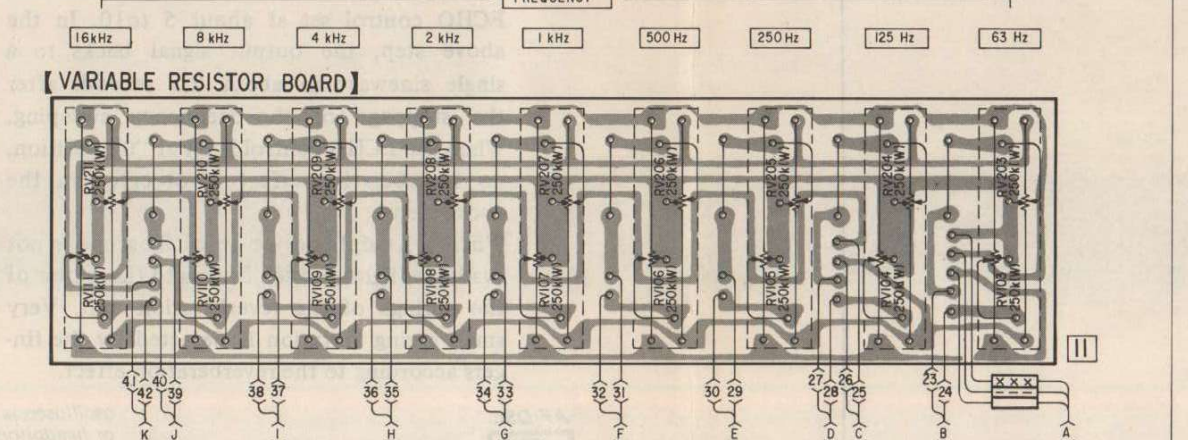 FREQUENCY
16kHz 8 kHz 4 kHz 2 kHz 1 kHz 500 Hz 250Hz 125 Hz 63 Hz
【 VARIABLE RESISTOR BOARD】
RV211 250k(W) RV210 250k(W) RV209 250k(W) RV208 250k(W) RV207 250k(W) RV206 250k(W) RV205 250k(W) RV204 250k(W) RV203 250k(W)
RV111 250k(W) RV110 250k(W) RV109 250k(W) RV108 250k(W) RV107 250k(W) RV106 250k(W) RV105 250k(W) RV104 250k(W) RV103 250k(W)
11
41 40 38 37 36 35 34 33 32 31 30 29 27 26 23
42 39 28 25 24
X X X
K J I H G F E D C B A